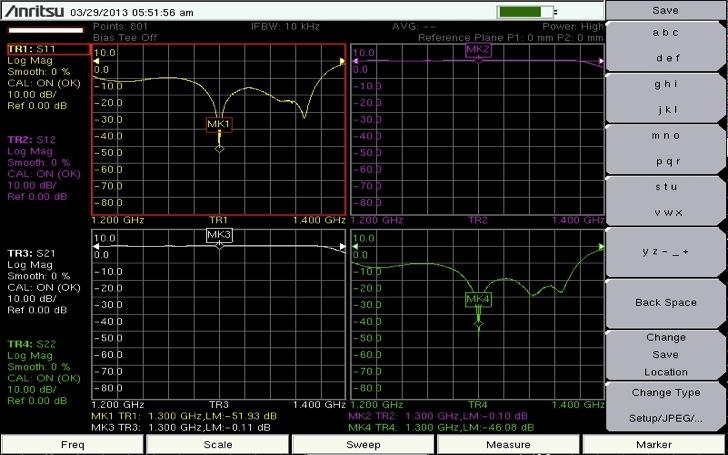 Anritsu 03/29/2013 05:51:56 am
Save
Points: 801 IFBW: 10 kHz AVG: -- Power: High
Bias Tee Off Reference Plane P1: 0 mm P2: 0 mm
TR1: S11
Log Mag
Smooth: 0 %
CAL: ON (OK)
10.00 dB/
Ref 0.00 dB
TR2: S12
Log Mag
Smooth: 0 %
CAL: ON (OK)
10.00 dB/
Ref 0.00 dB
TR3: S21
Log Mag
Smooth: 0 %
CAL: ON (OK)
10.00 dB/
Ref 0.00 dB
TR4: S22
Log Mag
Smooth: 0 %
CAL: ON (OK)
10.00 dB/
Ref 0.00 dB
10.0
0.0
-10.0
-20.0
-30.0
-40.0
-50.0
-60.0
-70.0
-80.0
MK1
1.200 GHz TR1 1.400 GHz
10.0
0.0
-10.0
-20.0
-30.0
-40.0
-50.0
-60.0
-70.0
-80.0
MK2
1.200 GHz TR2 1.400 GHz
10.0
0.0
-10.0
-20.0
-30.0
-40.0
-50.0
-60.0
-70.0
-80.0
MK3
1.200 GHz TR3 1.400 GHz
10.0
0.0
-10.0
-20.0
-30.0
-40.0
-50.0
-60.0
-70.0
-80.0
MK4
1.200 GHz TR4 1.400 GHz
MK1 TR1: 1.300 GHz,LM:-51.93 dB MK2 TR2: 1.300 GHz,LM:-0.10 dB
MK3 TR3: 1.300 GHz,LM:-0.11 dB MK4 TR4: 1.300 GHz,LM:-46.08 dB
a b c
d e f
g h i
j k l
m n o
p q r
s t u
v w x
y z - _ +
Back Space
Change
Save
Location
Change Type
Setup/JPEG/...
Freq Scale Sweep Measure Marker